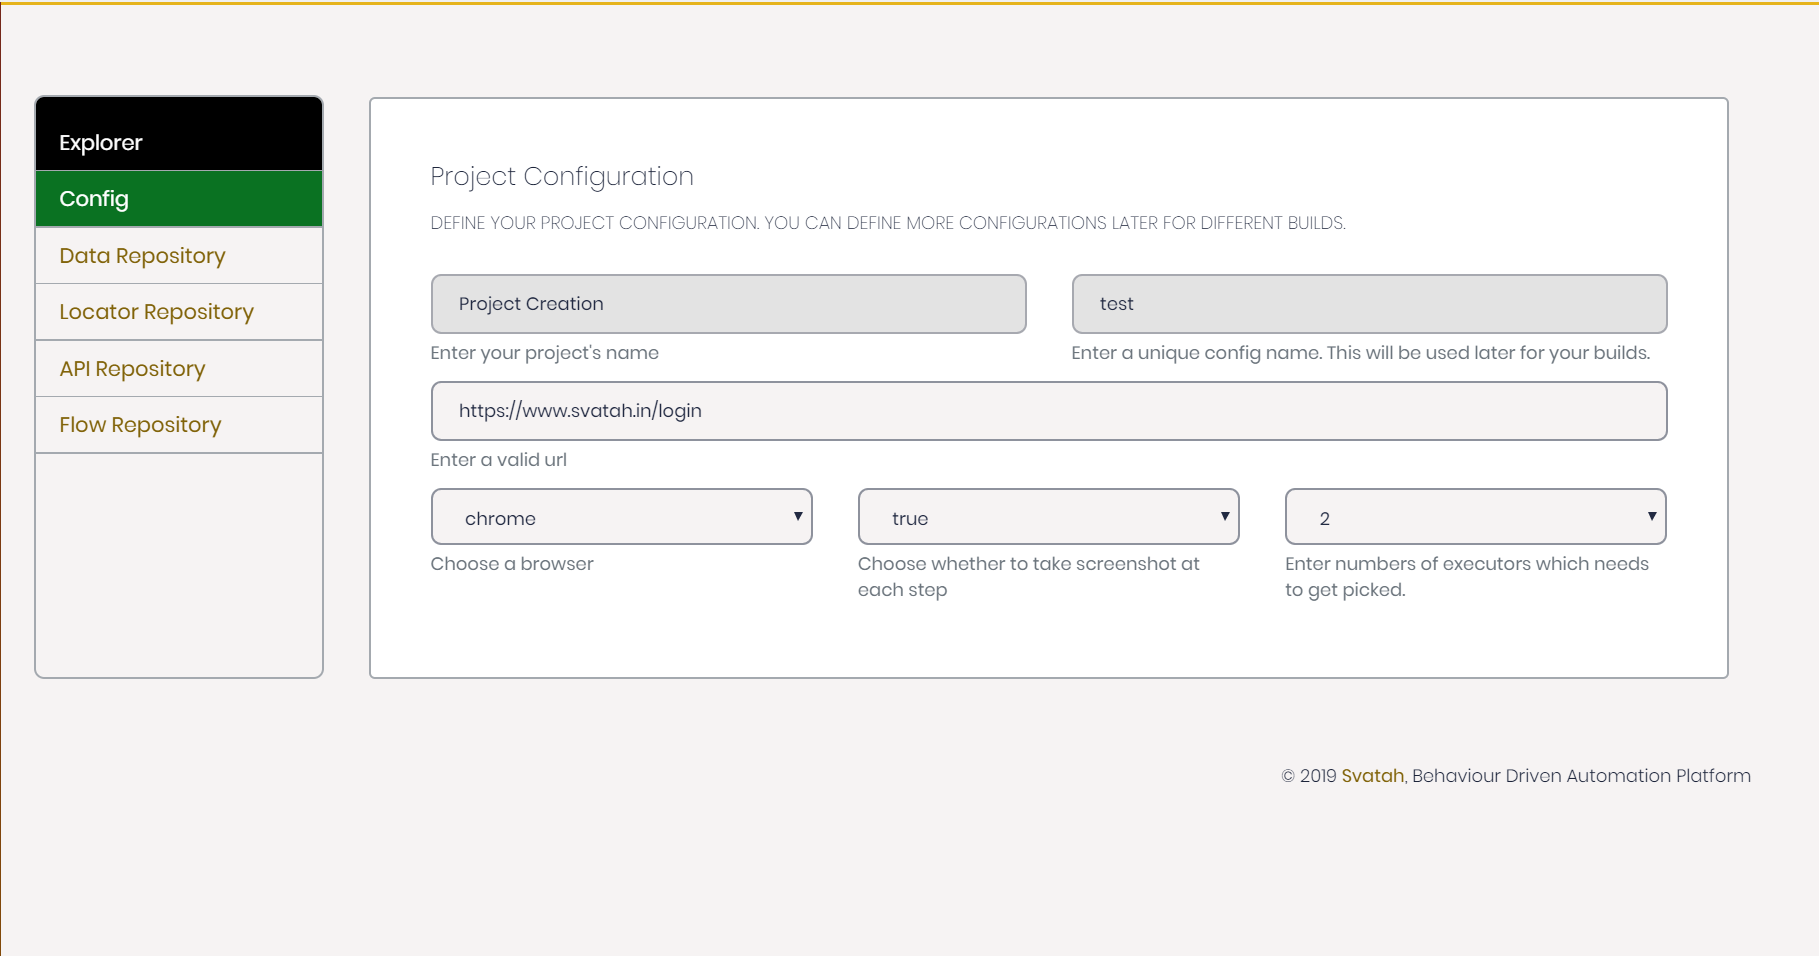 Explorer
Config
Data Repository
Locator Repository
API Repository
Flow Repository
Project Configuration
DEFINE YOUR PROJECT CONFIGURATION. YOU CAN DEFINE MORE CONFIGURATIONS LATER FOR DIFFERENT BUILDS.
Project Creation
test
Enter your project's name
Enter a unique config name. This will be used later for your builds.
https://www.svatah.in/login
Enter a valid url
chrome
true
2
Choose a browser
Choose whether to take screenshot at
each step
Enter numbers of executors which needs
to get picked.
© 2019 Svatah, Behaviour Driven Automation Platform